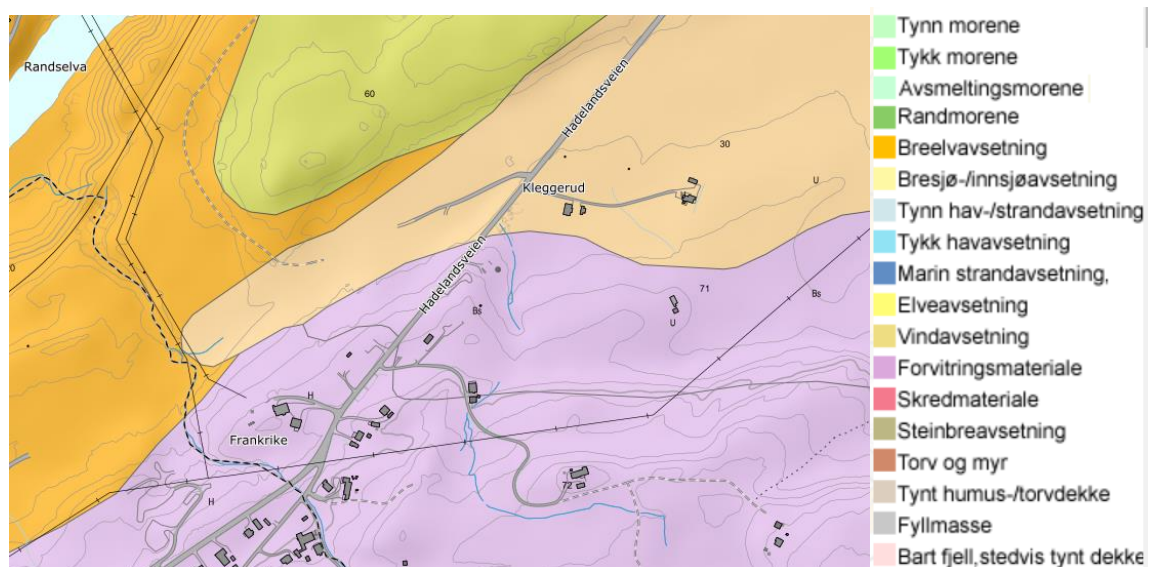 Randselva
60
Hadelandsveien
30
Kleggerud
U
U
Hadelandsveien
20
71
Bs
Bs
U
H
Frankrike
H
72
Tynn morene
Tykk morene
Avsmeltingsmorene
Randmorene
Breelvavsetning
Bresjø-/innsjøavsetning
Tynn hav-/strandavsetning
Tykk havavsetning
Marin strandavsetning,
Elveavsetning
Vindavsetning
Forvitringsmateriale
Skredmateriale
Steinbreavsetning
Torv og myr
Tynt humus-/torvdekke
Fyllmasse
Bart fjell,stedvis tynt dekke